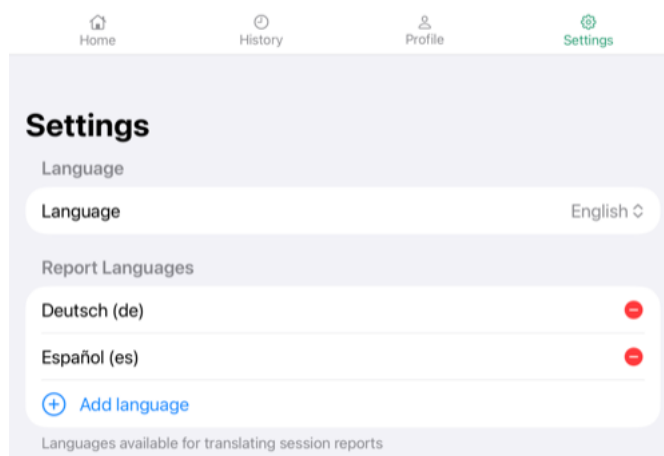 Home
History
Profile
Settings
Settings
Language
Language English
Report Languages
Deutsch (de)
Español (es)
Add language
Languages available for translating session reports